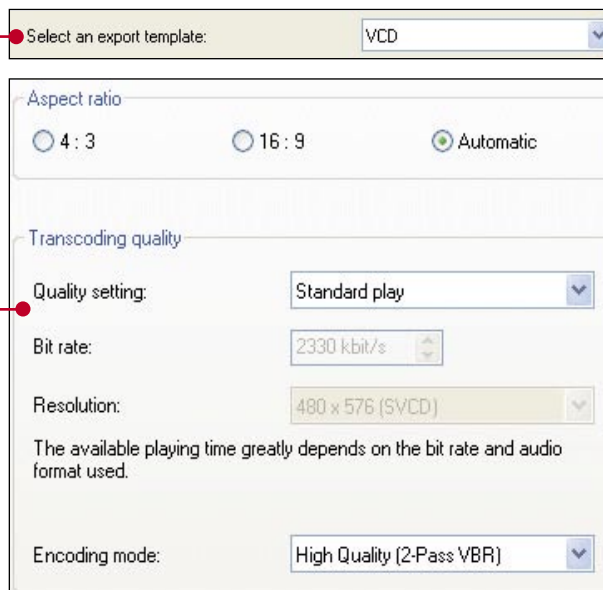 Select an export template: VCD
Aspect ratio
4 : 3 16 : 9 Automatic
Transcoding quality
Quality setting: Standard play
Bit rate: 2330 kbit/s
Resolution: 480 x 576 (SVCD)
The available playing time greatly depends on the bit rate and audio
format used.
Encoding mode: High Quality (2-Pass VBR)